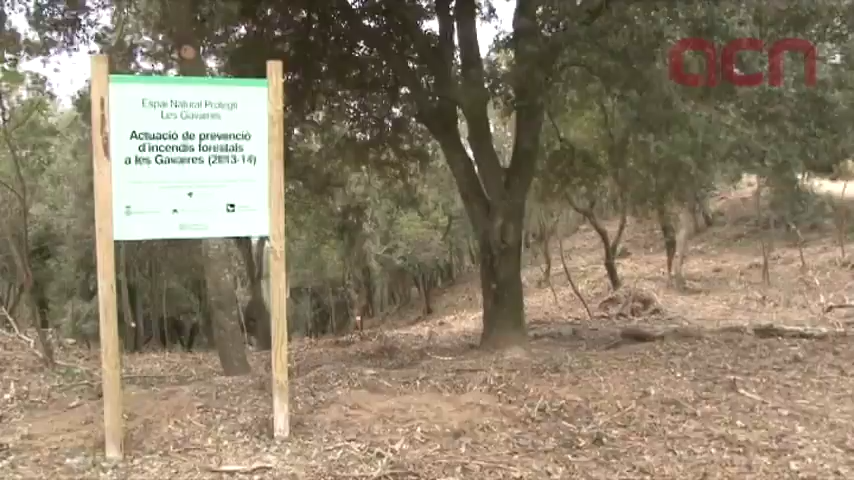 Espai Natural Protegit
Les Gavarres
Actuació de prevenció
d'incendis forestals
a les Gavarres (2013-14)
acn